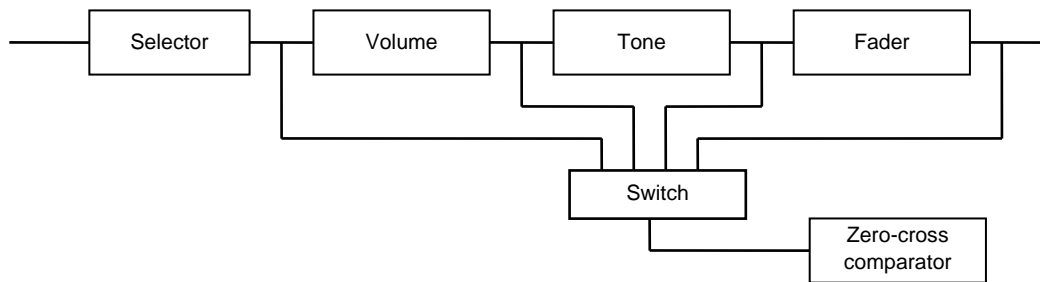 Selector
Volume
Tone
Fader
Switch
Zero-cross
comparator